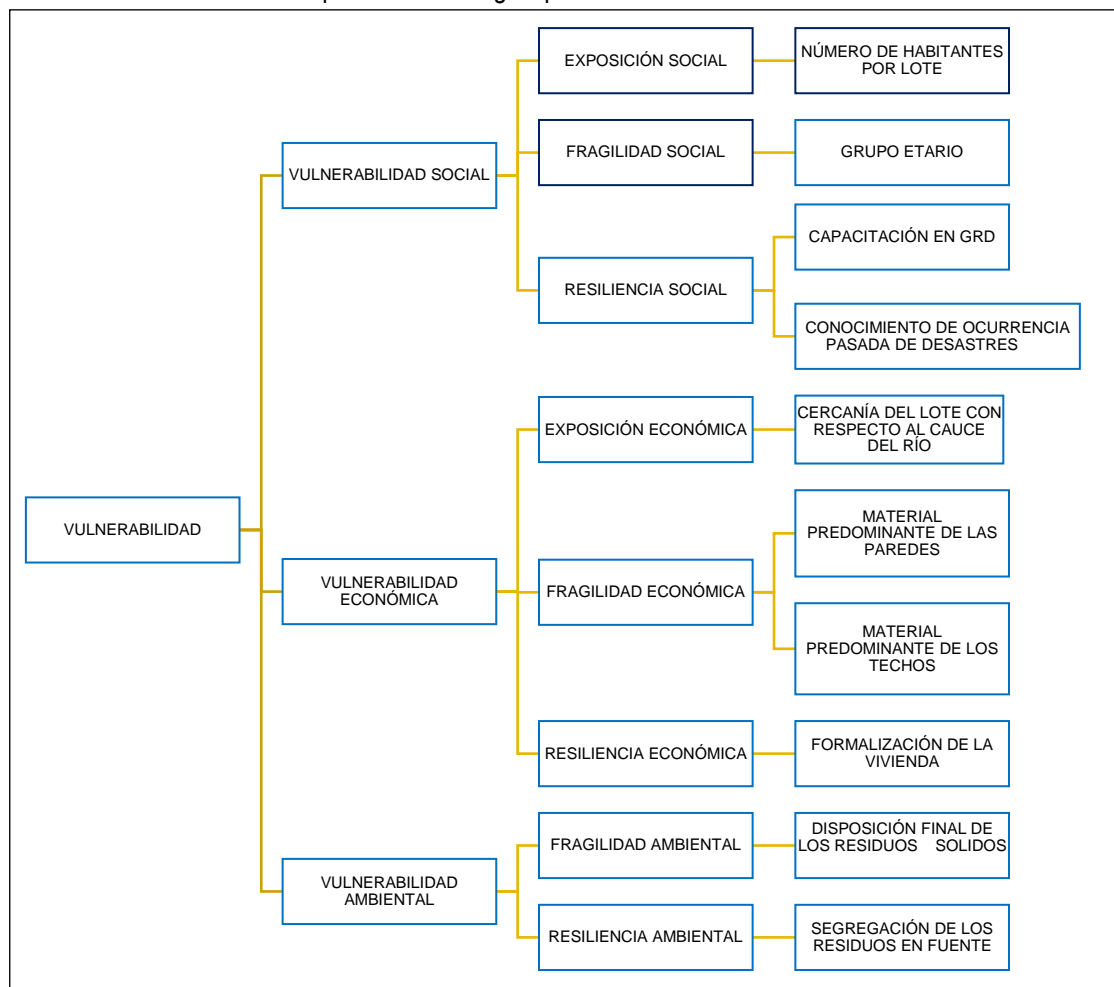 EXPOSICIÓN SOCIAL
NÚMERO DE HABITANTES
POR LOTE
FRAGILIDAD SOCIAL
GRUPO ETARIO
VULNERABILIDAD SOCIAL
CAPACITACIÓN EN GRD
RESILIENCIA SOCIAL
CONOCIMIENTO DE OCURRENCIA
PASADA DE DESASTRES
EXPOSICIÓN ECONÓMICA
CERCANÍA DEL LOTE CON
RESPECTO AL CAUCE
DEL RÍO
VULNERABILIDAD
MATERIAL
PREDOMINANTE DE LAS
PAREDES
VULNERABILIDAD
ECONÓMICA
FRAGILIDAD ECONÓMICA
MATERIAL
PREDOMINANTE DE LOS
TECHOS
RESILIENCIA ECONÓMICA
FORMALIZACIÓN DE LA
VIVIENDA
FRAGILIDAD AMBIENTAL
DISPOSICIÓN FINAL DE
LOS RESIDUOS SOLIDOS
VULNERABILIDAD
AMBIENTAL
RESILIENCIA AMBIENTAL
SEGREGACIÓN DE LOS
RESIDUOS EN FUENTE